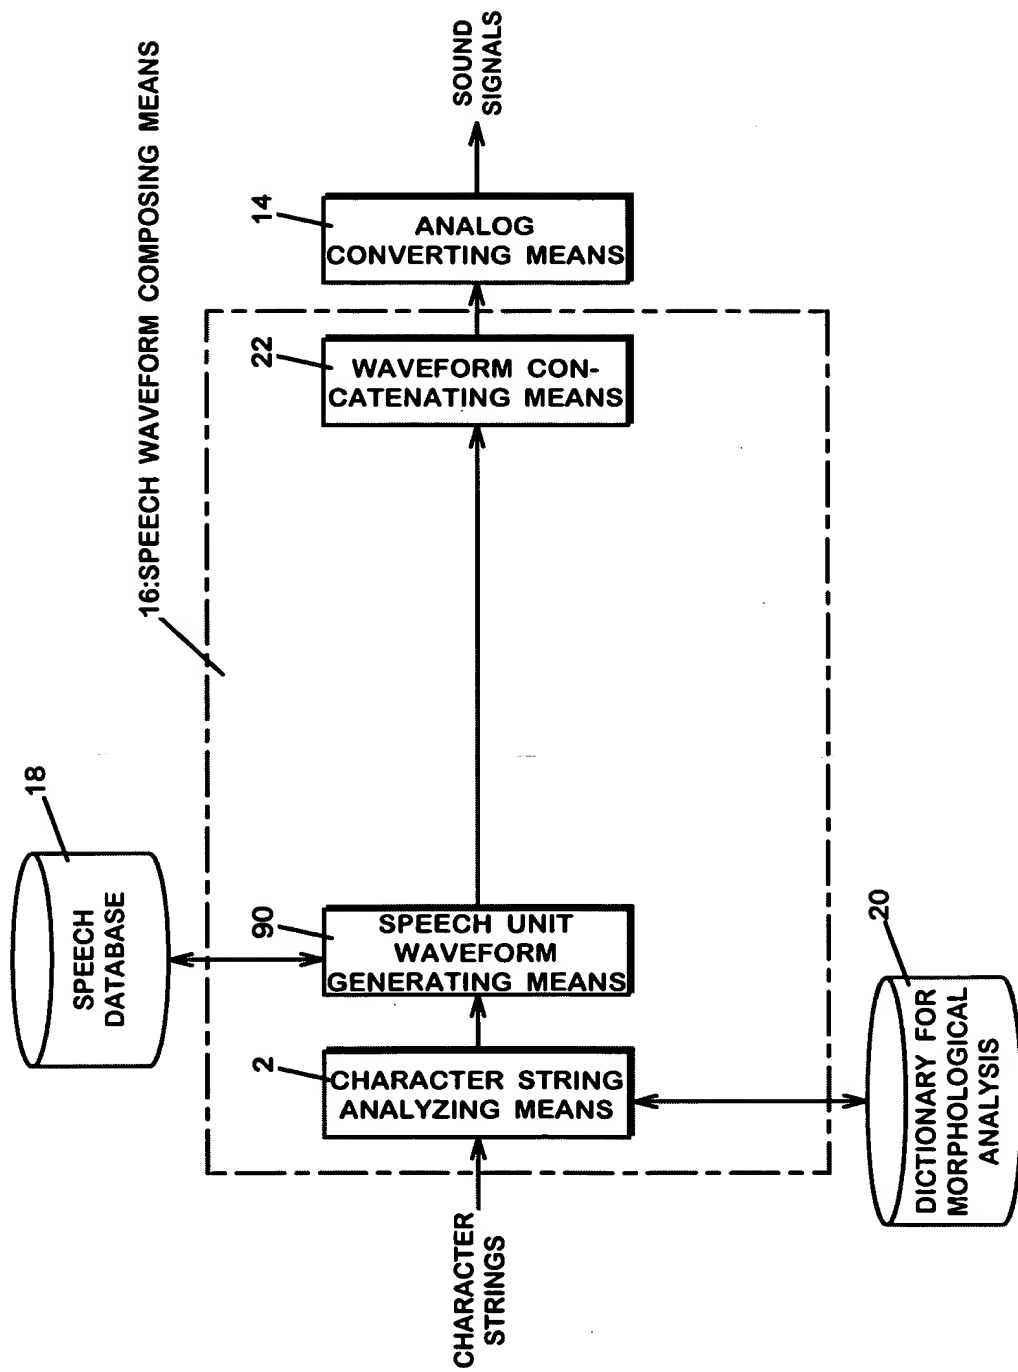 16:SPEECH WAVEFORM COMPOSING MEANS
18
SPEECH
DATABASE
CHARACTER
STRINGS
2
CHARACTER STRING
ANALYZING MEANS
90
SPEECH UNIT
WAVEFORM
GENERATING MEANS
22
WAVEFORM CON-
CATENATING MEANS
14
ANALOG
CONVERTING MEANS
SOUND
SIGNALS
20
DICTIONARY FOR
MORPHOLOGICAL
ANALYSIS